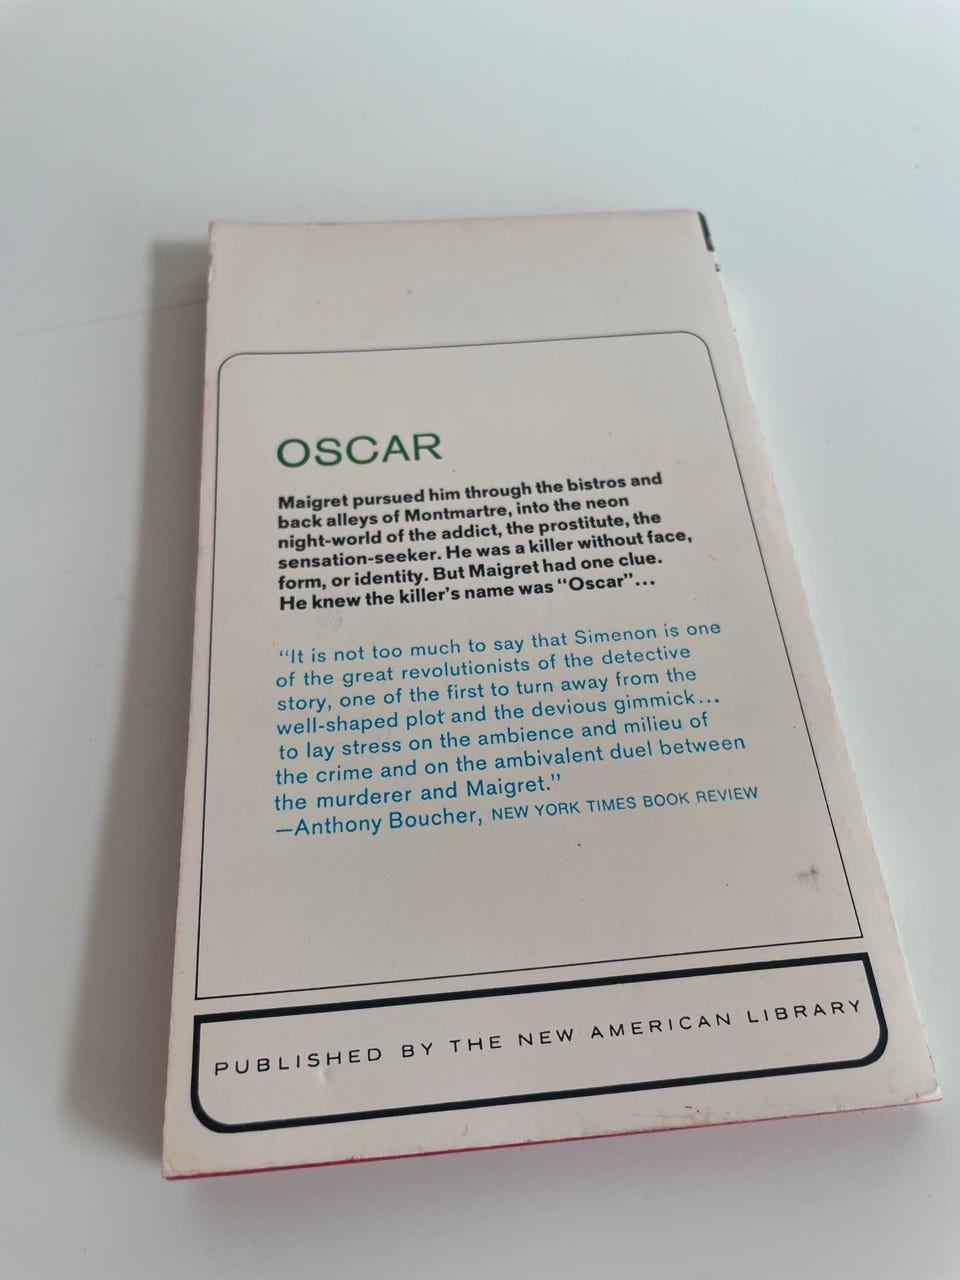 OSCAR
Maigret pursued him through the bistros and
back alleys of Montmartre, into the neon
night-world of the addict, the prostitute, the
sensation-seeker. He was a killer without face,
form, or identity. But Maigret had one clue.
He knew the killer's name was "Oscar"...
"It is not too much to say that Simenon is one
of the great revolutionists of the detective
story, one of the first to turn away from the
well-shaped plot and the devious gimmick...
to lay stress on the ambience and milieu of
the crime and on the ambivalent duel between
the murderer and Maigret."
—Anthony Boucher, NEW YORK TIMES BOOK REVIEW
PUBLISHED BY THE NEW AMERICAN LIBRARY